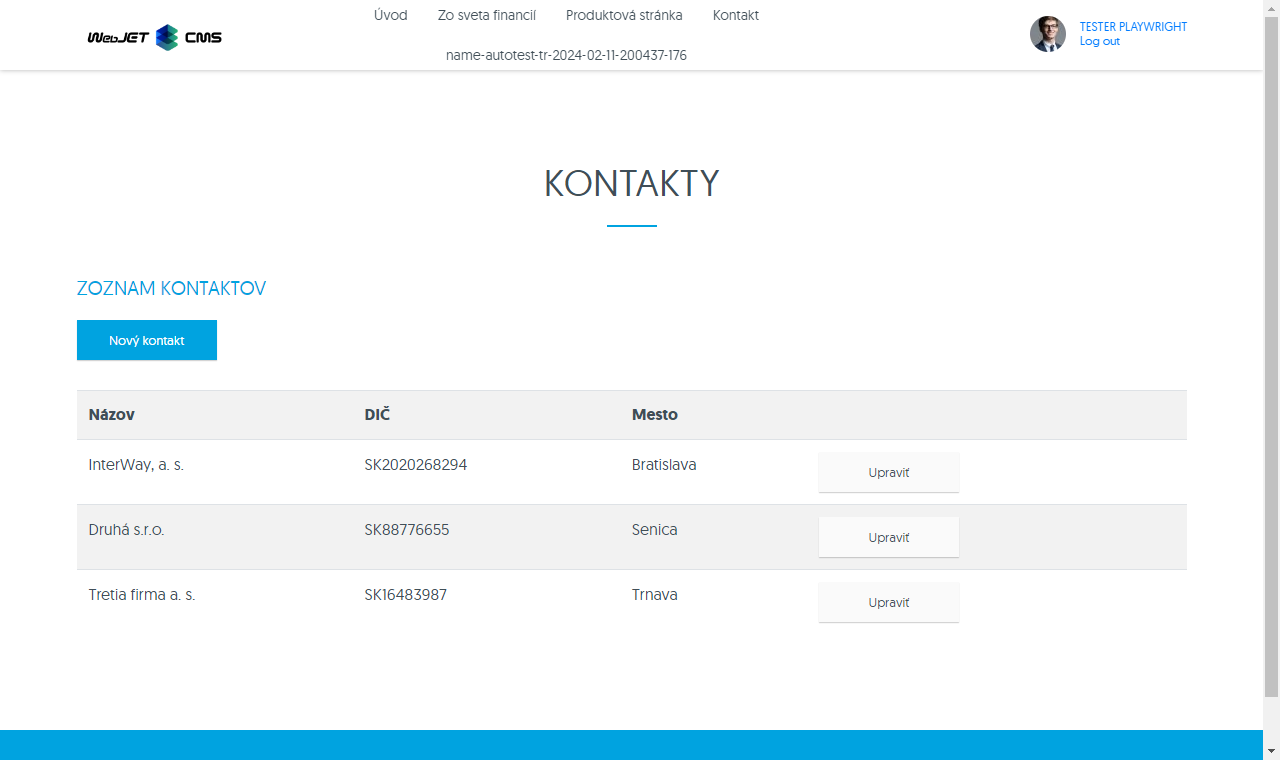 WebJET CMS
Úvod Zo sveta financií Produktová stránka Kontakt
name-autotest-tr-2024-02-11-200437-176
TESTER PLAYWRIGHT
Log out
KONTAKTY
ZOZNAM KONTAKTOV
Nový kontakt
Názov DIČ Mesto
InterWay, a. s. SK2020268294 Bratislava Upraviť
Druhá s.r.o. SK88776655 Senica Upraviť
Tretia firma a. s. SK16483987 Trnava Upraviť